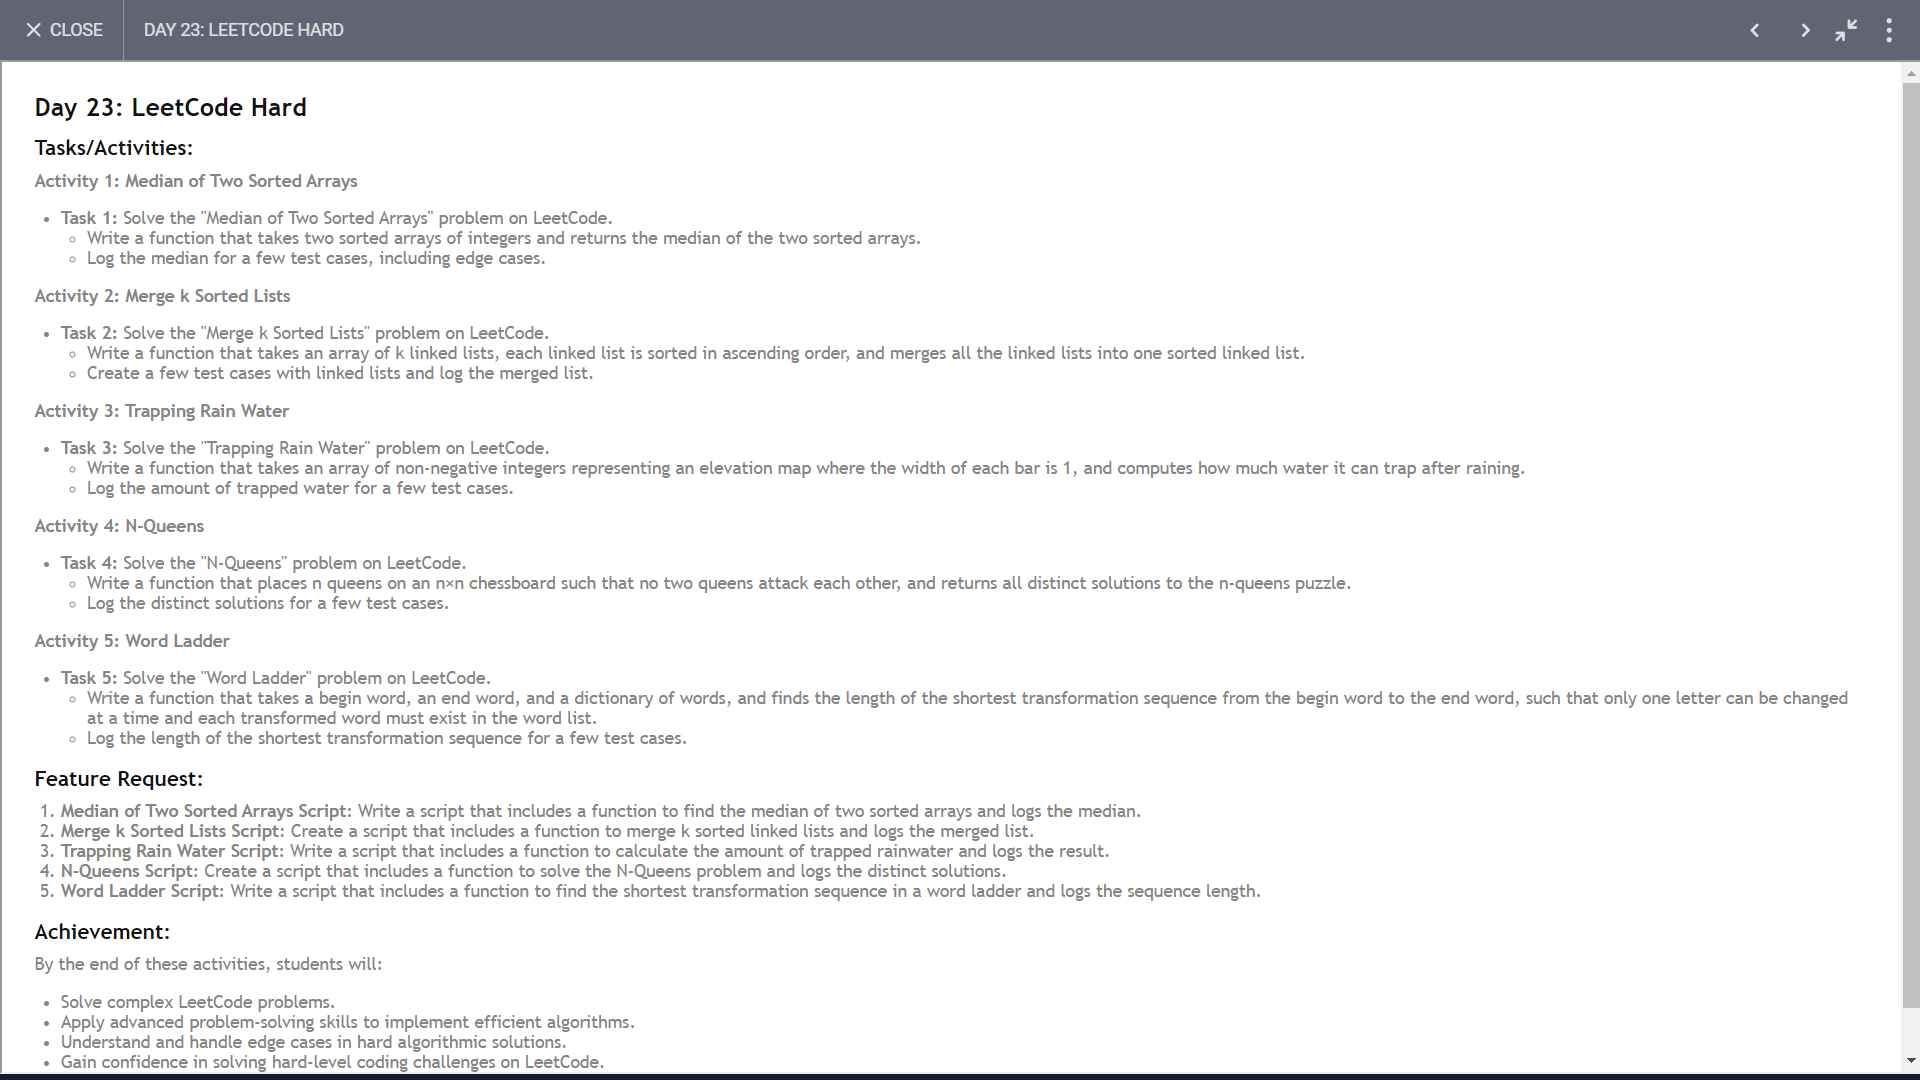 CLOSE
DAY 23: LEETCODE HARD
Day 23: LeetCode Hard
Tasks/Activities:
Activity 1: Median of Two Sorted Arrays
• Task 1: Solve the "Median of Two Sorted Arrays" problem on LeetCode.
◦ Write a function that takes two sorted arrays of integers and returns the median of the two sorted arrays.
◦ Log the median for a few test cases, including edge cases.
Activity 2: Merge k Sorted Lists
• Task 2: Solve the "Merge k Sorted Lists" problem on LeetCode.
◦ Write a function that takes an array of k linked lists, each linked list is sorted in ascending order, and merges all the linked lists into one sorted linked list.
◦ Create a few test cases with linked lists and log the merged list.
Activity 3: Trapping Rain Water
• Task 3: Solve the "Trapping Rain Water" problem on LeetCode.
◦ Write a function that takes an array of non-negative integers representing an elevation map where the width of each bar is 1, and computes how much water it can trap after raining.
◦ Log the amount of trapped water for a few test cases.
Activity 4: N-Queens
• Task 4: Solve the "N-Queens" problem on LeetCode.
◦ Write a function that places n queens on an n×n chessboard such that no two queens attack each other, and returns all distinct solutions to the n-queens puzzle.
◦ Log the distinct solutions for a few test cases.
Activity 5: Word Ladder
• Task 5: Solve the "Word Ladder" problem on LeetCode.
◦ Write a function that takes a begin word, an end word, and a dictionary of words, and finds the length of the shortest transformation sequence from the begin word to the end word, such that only one letter can be changed
at a time and each transformed word must exist in the word list.
◦ Log the length of the shortest transformation sequence for a few test cases.
Feature Request:
1. Median of Two Sorted Arrays Script: Write a script that includes a function to find the median of two sorted arrays and logs the median.
2. Merge k Sorted Lists Script: Create a script that includes a function to merge k sorted linked lists and logs the merged list.
3. Trapping Rain Water Script: Write a script that includes a function to calculate the amount of trapped rainwater and logs the result.
4. N-Queens Script: Create a script that includes a function to solve the N-Queens problem and logs the distinct solutions.
5. Word Ladder Script: Write a script that includes a function to find the shortest transformation sequence in a word ladder and logs the sequence length.
Achievement:
By the end of these activities, students will:
• Solve complex LeetCode problems.
• Apply advanced problem-solving skills to implement efficient algorithms.
• Understand and handle edge cases in hard algorithmic solutions.
• Gain confidence in solving hard-level coding challenges on LeetCode.